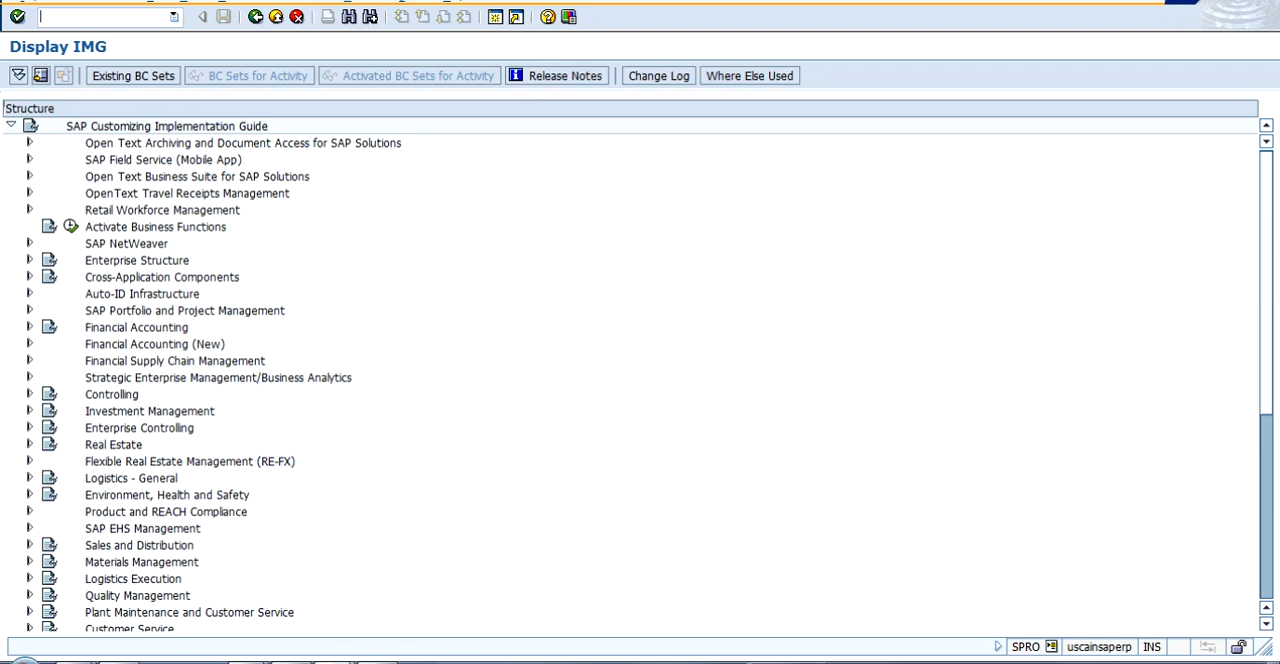 Display IMG
Existing BC Sets BC Sets for Activity Activated BC Sets for Activity Release Notes Change Log Where Else Used
Structure
SAP Customizing Implementation Guide
Open Text Archiving and Document Access for SAP Solutions
SAP Field Service (Mobile App)
Open Text Business Suite for SAP Solutions
OpenText Travel Receipts Management
Retail Workforce Management
Activate Business Functions
SAP NetWeaver
Enterprise Structure
Cross-Application Components
Auto-ID Infrastructure
SAP Portfolio and Project Management
Financial Accounting
Financial Accounting (New)
Financial Supply Chain Management
Strategic Enterprise Management/Business Analytics
Controlling
Investment Management
Enterprise Controlling
Real Estate
Flexible Real Estate Management (RE-FX)
Logistics - General
Environment, Health and Safety
Product and REACH Compliance
SAP EHS Management
Sales and Distribution
Materials Management
Logistics Execution
Quality Management
Plant Maintenance and Customer Service
Customer Service
SPRO uscainsaperp INS